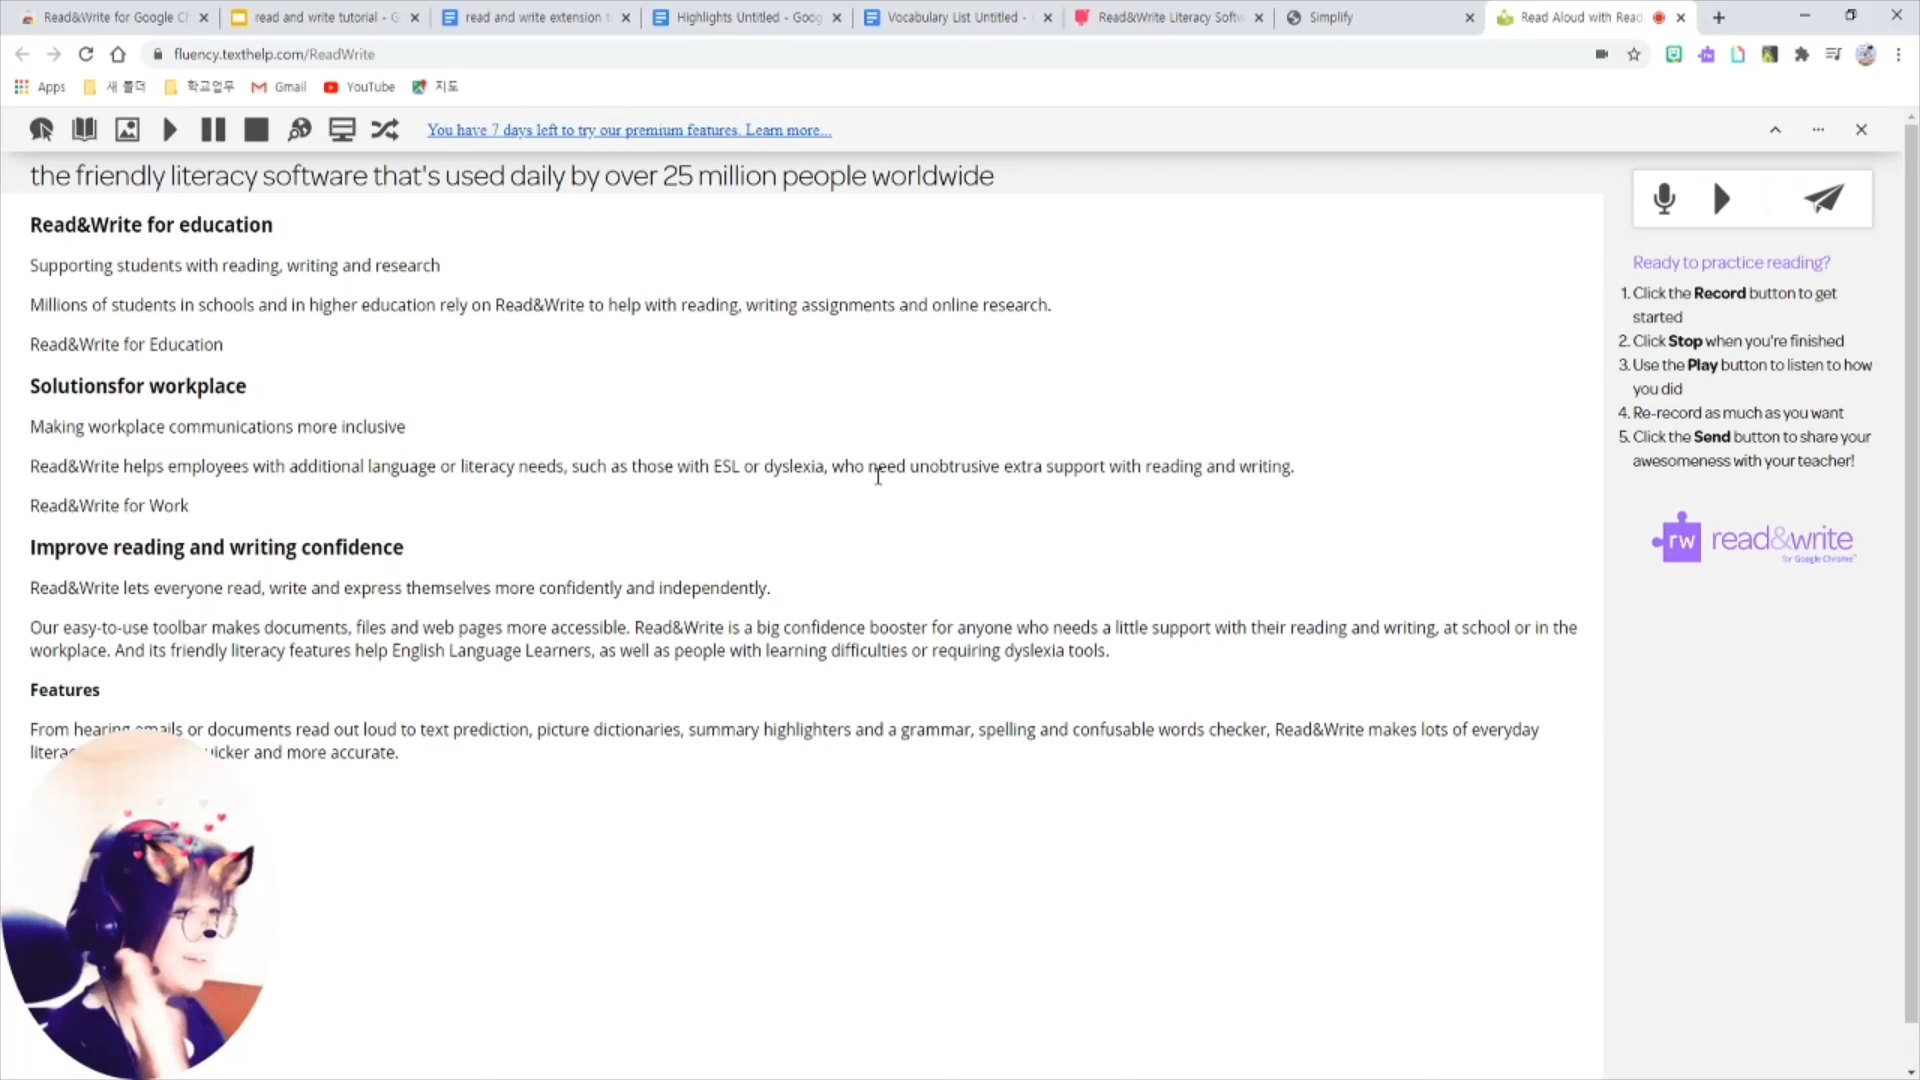 Read&Write for Google Cl
read and write tutorial - G
read and write extension t
Highlights Untitled - Goog
Vocabulary List Untitled -
Read&Write Literacy Softw
Simplify
Read Aloud with Read
fluency.texthelp.com/ReadWrite
Apps
새 폴더
학교업무
Gmail
YouTube
지도
You have 7 days left to try our premium features. Learn more...
the friendly literacy software that's used daily by over 25 million people worldwide
Read&Write for education
Supporting students with reading, writing and research
Millions of students in schools and in higher education rely on Read&Write to help with reading, writing assignments and online research.
Read&Write for Education
Solutionsfor workplace
Making workplace communications more inclusive
Read&Write helps employees with additional language or literacy needs, such as those with ESL or dyslexia, who need unobtrusive extra support with reading and writing.
Read&Write for Work
Improve reading and writing confidence
Read&Write lets everyone read, write and express themselves more confidently and independently.
Our easy-to-use toolbar makes documents, files and web pages more accessible. Read&Write is a big confidence booster for anyone who needs a little support with their reading and writing, at school or in the
workplace. And its friendly literacy features help English Language Learners, as well as people with learning difficulties or requiring dyslexia tools.
Features
From hearing emails or documents read out loud to text prediction, picture dictionaries, summary highlighters and a grammar, spelling and confusable words checker, Read&Write makes lots of everyday
literac uicker and more accurate.
Ready to practice reading?
1. Click the Record button to get
started
2. Click Stop when you're finished
3. Use the Play button to listen to how
you did
4. Re-record as much as you want
5. Click the Send button to share your
awesomeness with your teacher!
rw read&write
for Google Chrome™